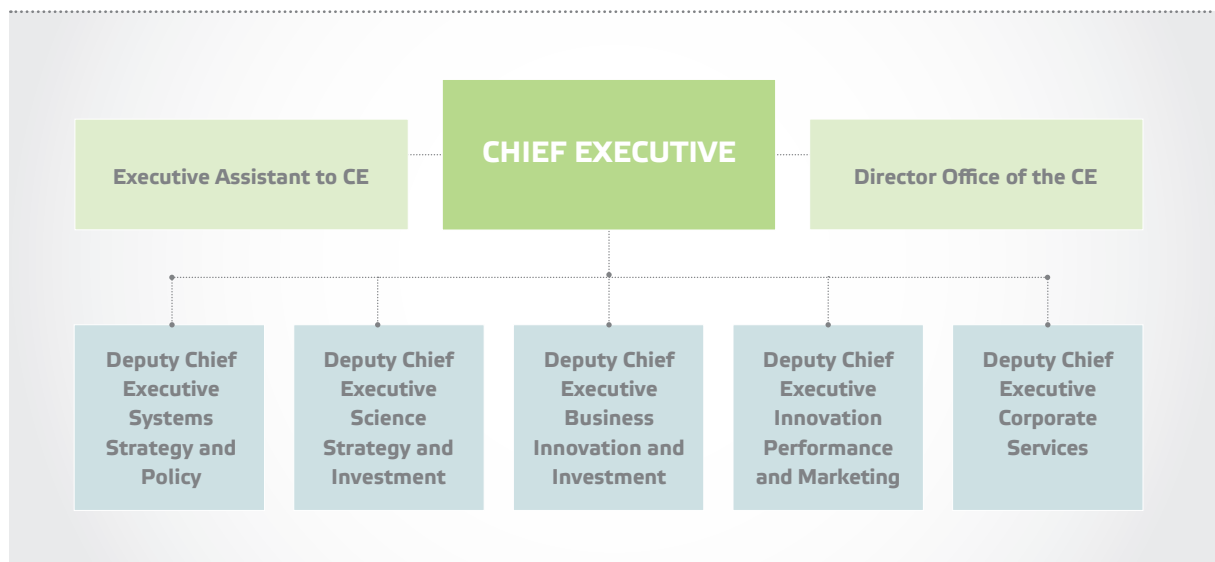 CHIEF EXECUTIVE
Executive Assistant to CE
Director Office of the CE
Deputy Chief
Executive
Systems
Strategy and
Policy
Deputy Chief
Executive
Science
Strategy and
Investment
Deputy Chief
Executive
Business
Innovation and
Investment
Deputy Chief
Executive
Innovation
Performance
and Marketing
Deputy Chief
Executive
Corporate
Services